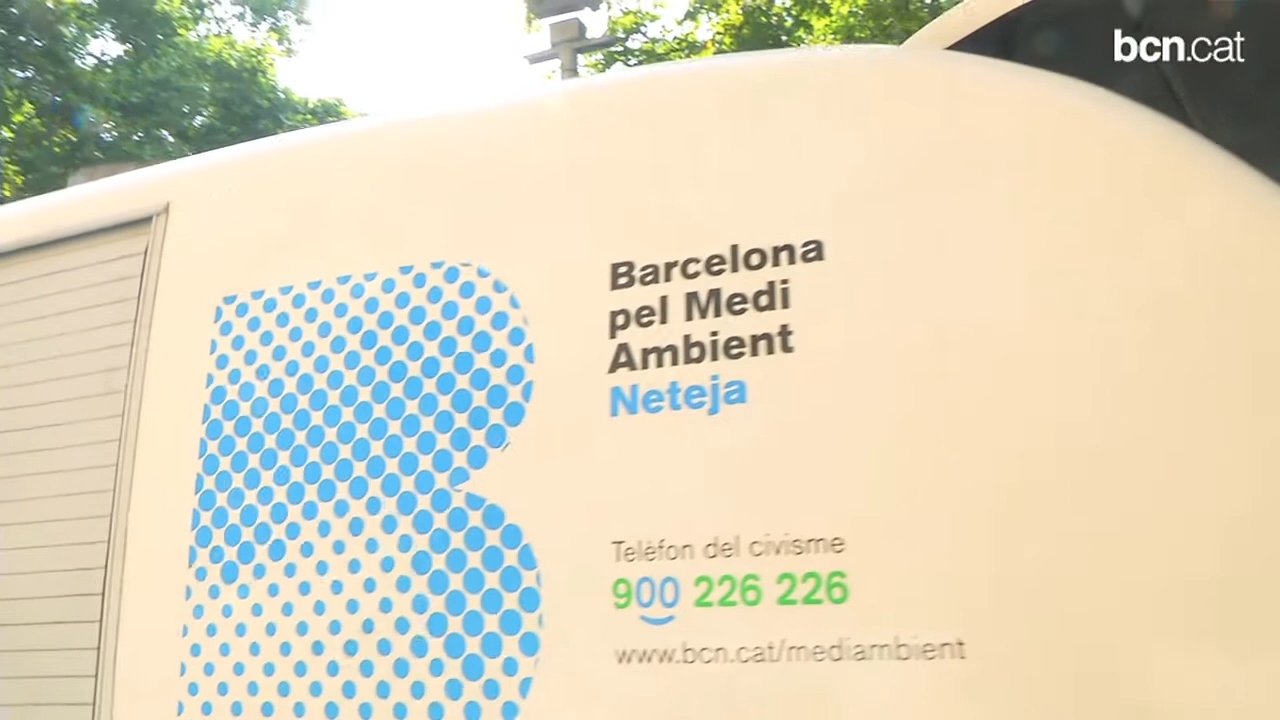 bcn.cat
Barcelona
pel Medi
Ambient
Neteja
Telèfon del civisme
900 226 226
www.bcn.cat/mediambient